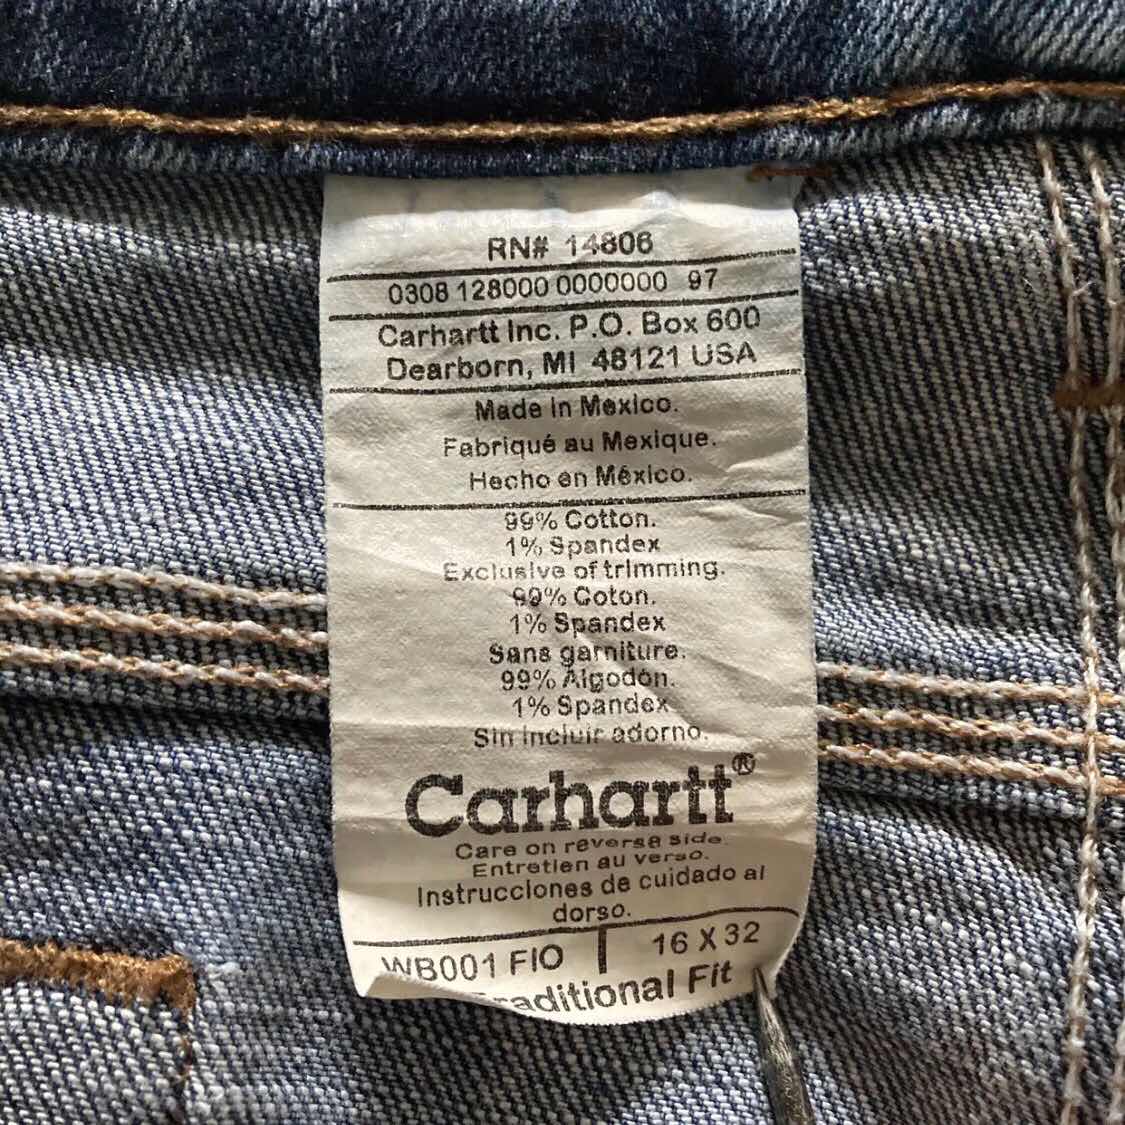 RN# 14806
0308 128000 0000000 97
Carhartt Inc. P.O. Box 600
Dearborn, MI 48121 USA
Made in Mexico.
Fabriqué au Mexique.
Hecho en México.
99% Cotton.
1% Spandex
Exclusive of trimming.
99% Coton.
1% Spandex
Sans garniture.
99% Algodón.
1% Spandex
Sin incluir adorno.
Carhartt®
Care on reverse side.
Entretien au verso.
Instrucciones de cuidado al
dorso.
WB001 FIO | 16 X 32
Traditional Fit